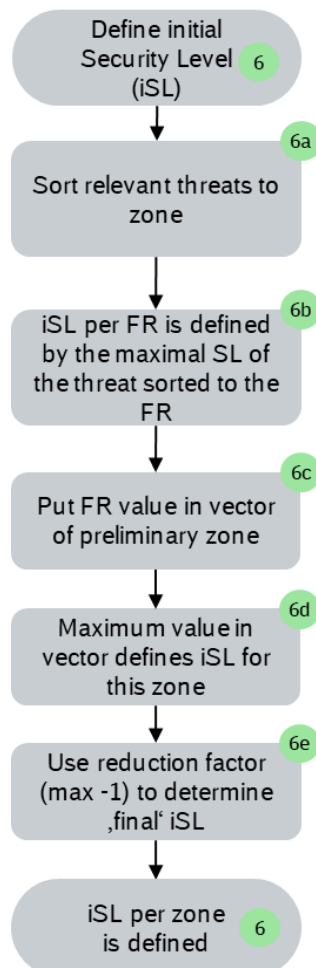 Define initial
Security Level
(iSL)
6
6a
Sort relevant threats to
zone
6b
iSL per FR is defined
by the maximal SL of
the threat sorted to the
FR
6c
Put FR value in vector
of preliminary zone
6d
Maximum value in
vector defines iSL for
this zone
6e
Use reduction factor
(max -1) to determine
‚final‘ iSL
iSL per zone
is defined
6